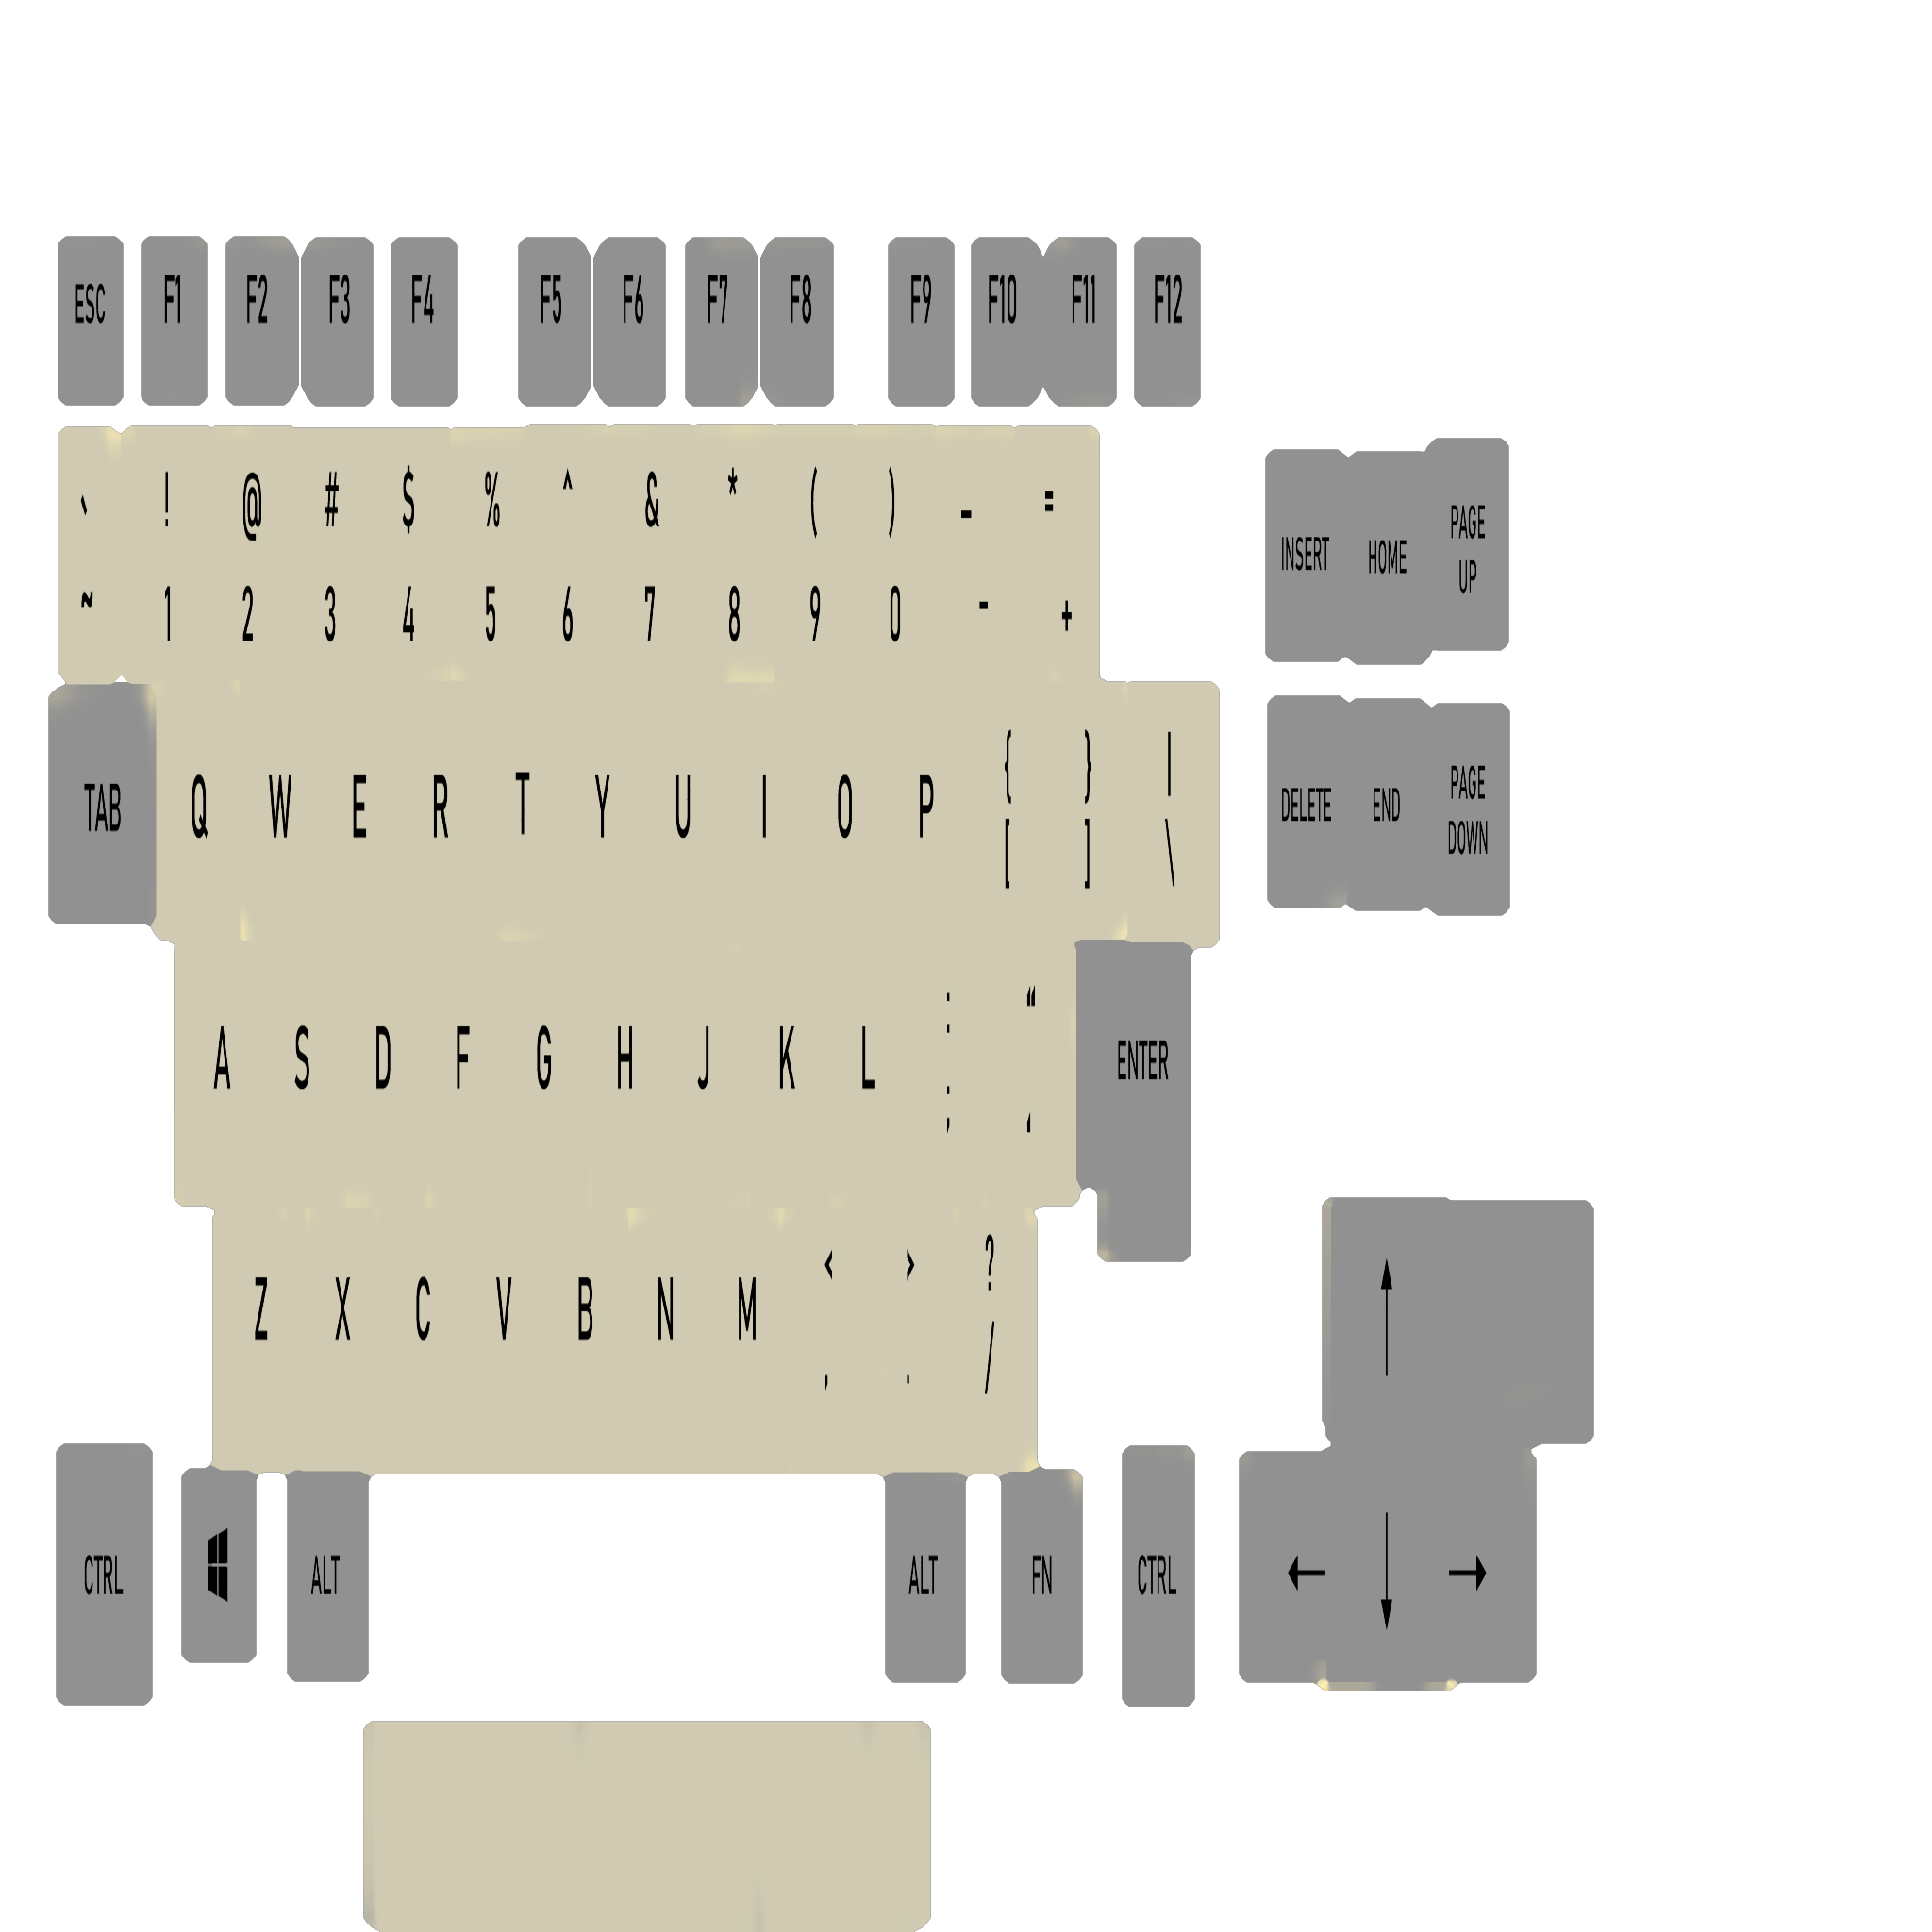 ESC F1 F2 F3 F4 F5 F6 F7 F8 F9 F10 F11 F12
` ! @ # $ % ^ & * ( ) _ =
~ 1 2 3 4 5 6 7 8 9 0 - +
INSERT HOME PAGE UP
TAB Q W E R T Y U I O P { } |
[ ] \
DELETE END PAGE DOWN
A S D F G H J K L : “ ENTER
; ‘
Z X C V B N M < > ?
, . /
↑
CTRL ALT ALT FN CTRL ← ↓ →